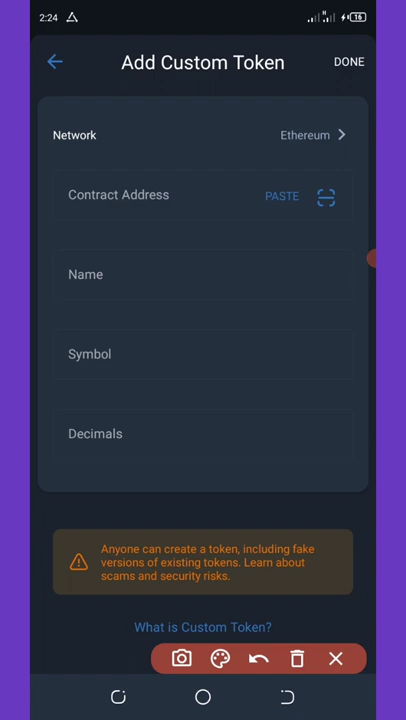 2:24
H
16
Add Custom Token
DONE
Network
Ethereum
Contract Address
PASTE
Name
Symbol
Decimals
Anyone can create a token, including fake
versions of existing tokens. Learn about
scams and security risks.
What is Custom Token?